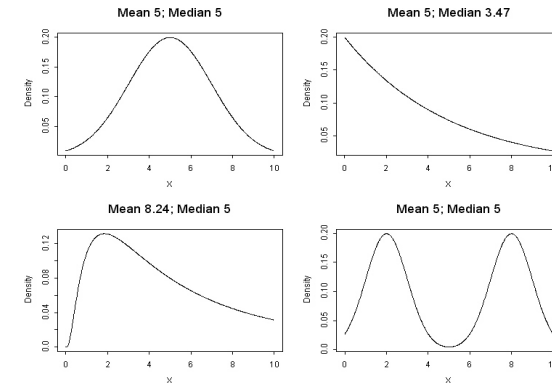 Mean 5; Median 5
Density
0.05 0.10 0.15 0.20
0 2 4 6 8 10
X
Mean 5; Median 3.47
Density
0.05 0.10 0.15 0.20
0 2 4 6 8 10
X
Mean 8.24; Median 5
Density
0.0 0.04 0.08 0.12
0 2 4 6 8 10
X
Mean 5; Median 5
Density
0.0 0.05 0.10 0.15 0.20
0 2 4 6 8 10
X